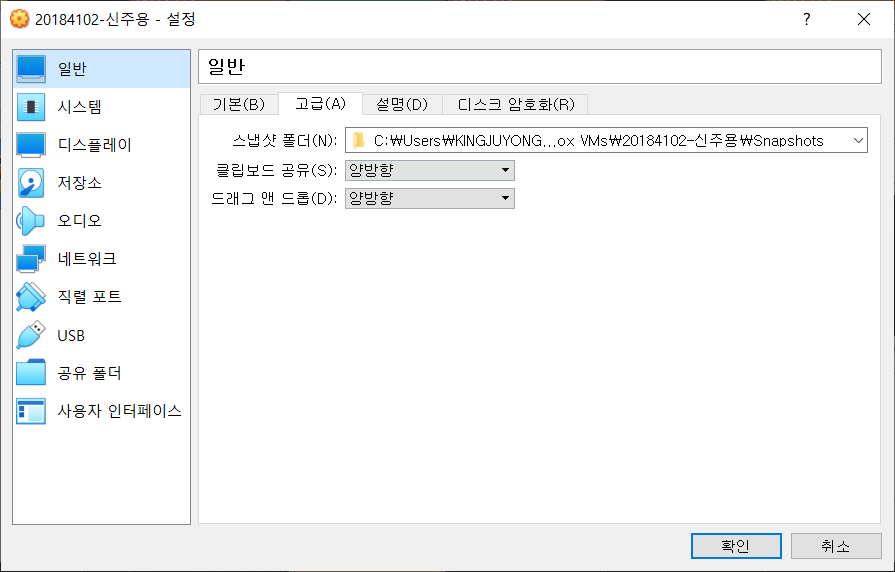 20184102-신주용 - 설정
?
일반
시스템
디스플레이
저장소
오디오
네트워크
직렬 포트
USB
공유 폴더
사용자 인터페이스
일반
기본(B) 고급(A) 설명(D) 디스크 암호화(R)
스냅샷 폴더(N): C:₩Users₩KINGJUYONG...ox VMs₩20184102-신주용₩Snapshots
클립보드 공유(S): 양방향
드래그 앤 드롭(D): 양방향
확인 취소